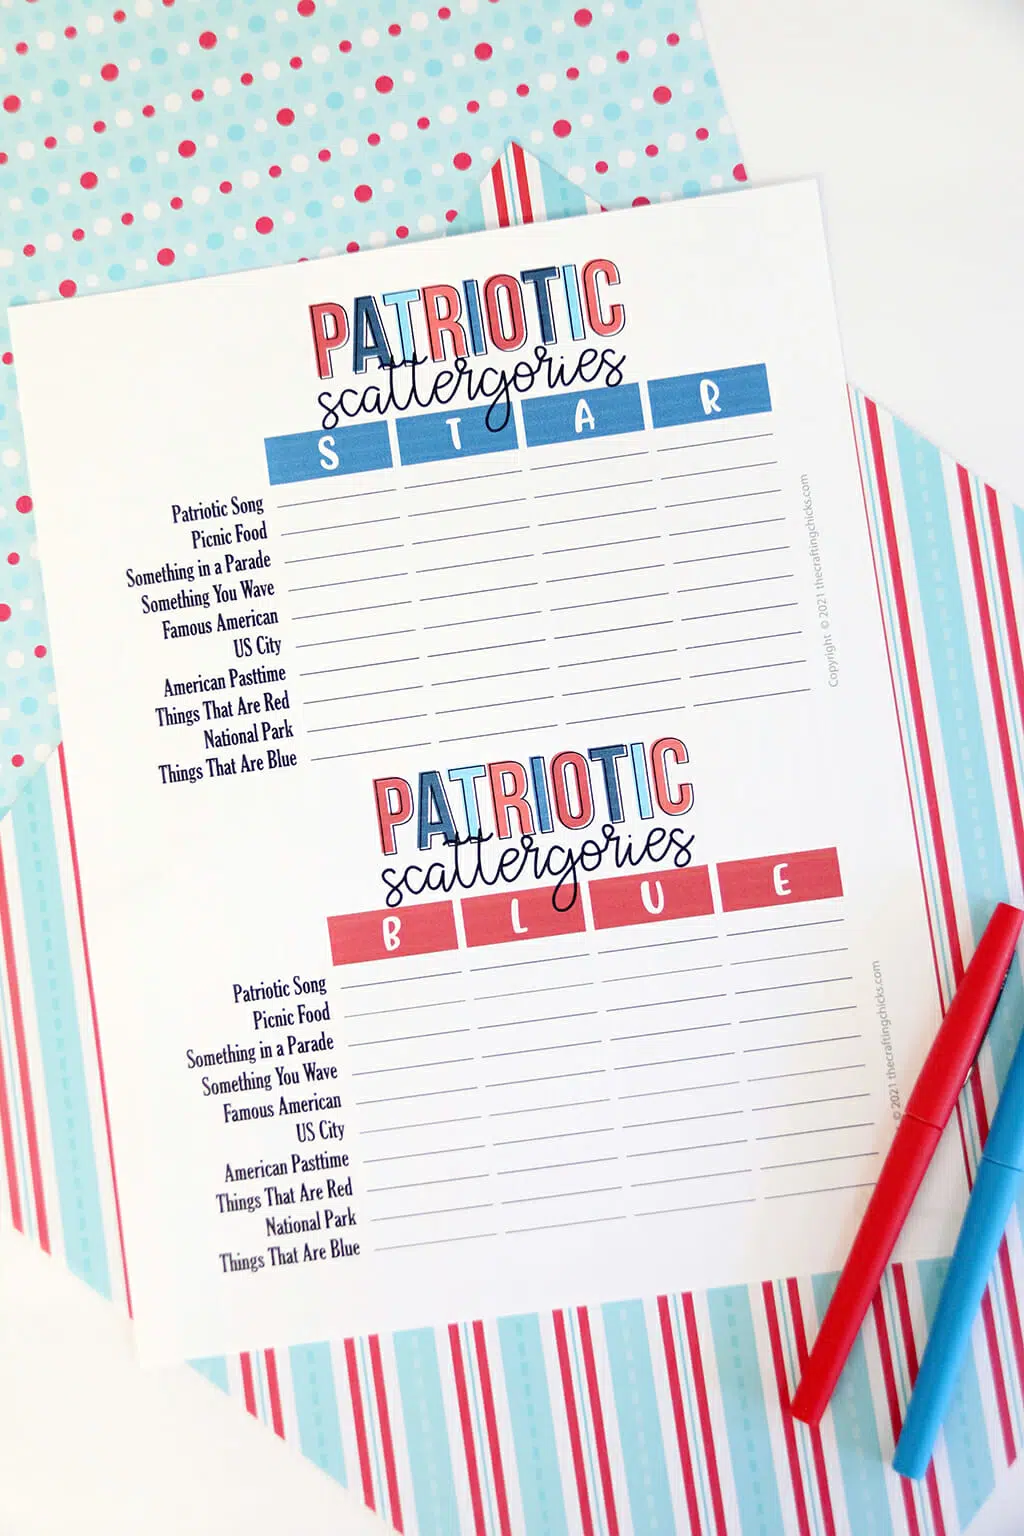 PATRIOTIC
scattergories
S T A R
Patriotic Song
Picnic Food
Something in a Parade
Something You Wave
Famous American
US City
American Pasttime
Things That Are Red
National Park
Things That Are Blue
Copyright © 2021 thecraftingchicks.com
PATRIOTIC
scattergories
B L U E
Patriotic Song
Picnic Food
Something in a Parade
Something You Wave
Famous American
US City
American Pasttime
Things That Are Red
National Park
Things That Are Blue
© 2021 thecraftingchicks.com